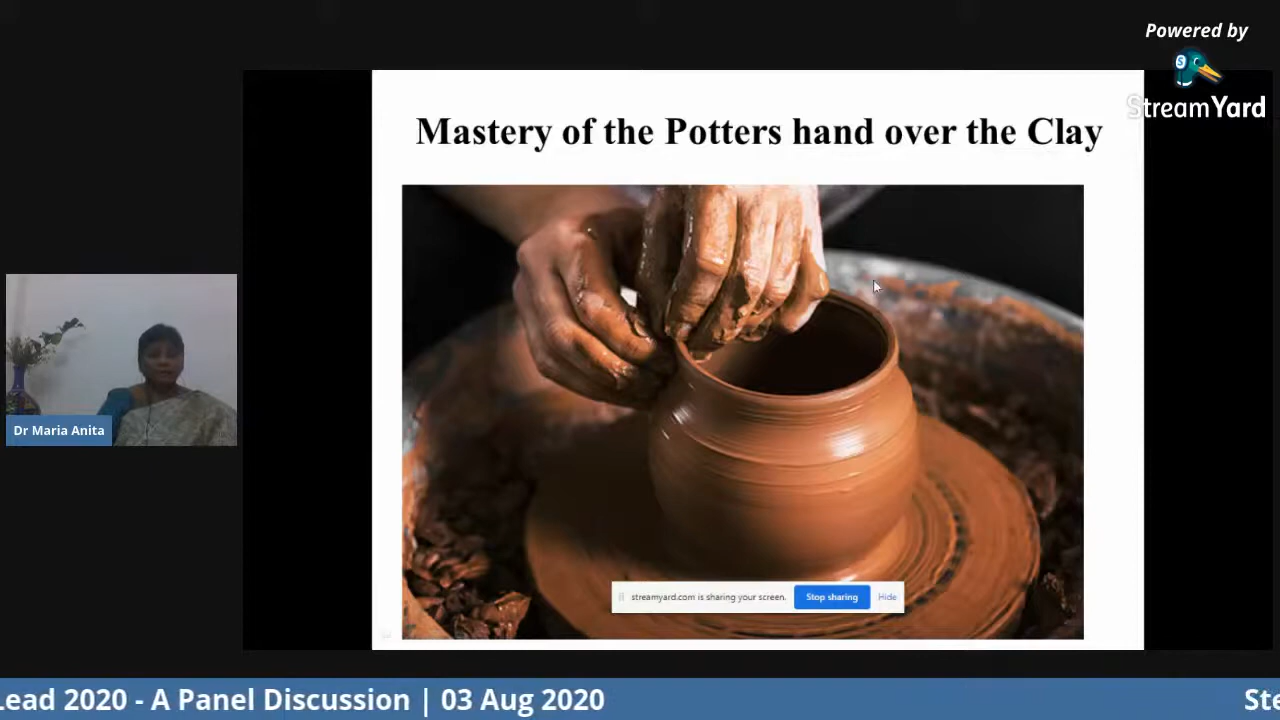 Powered by
StreamYard
Mastery of the Potters hand over the Clay
Dr Maria Anita
streamyard.com is sharing your screen.
Stop sharing
Hide
Lead 2020 - A Panel Discussion | 03 Aug 2020
Ste